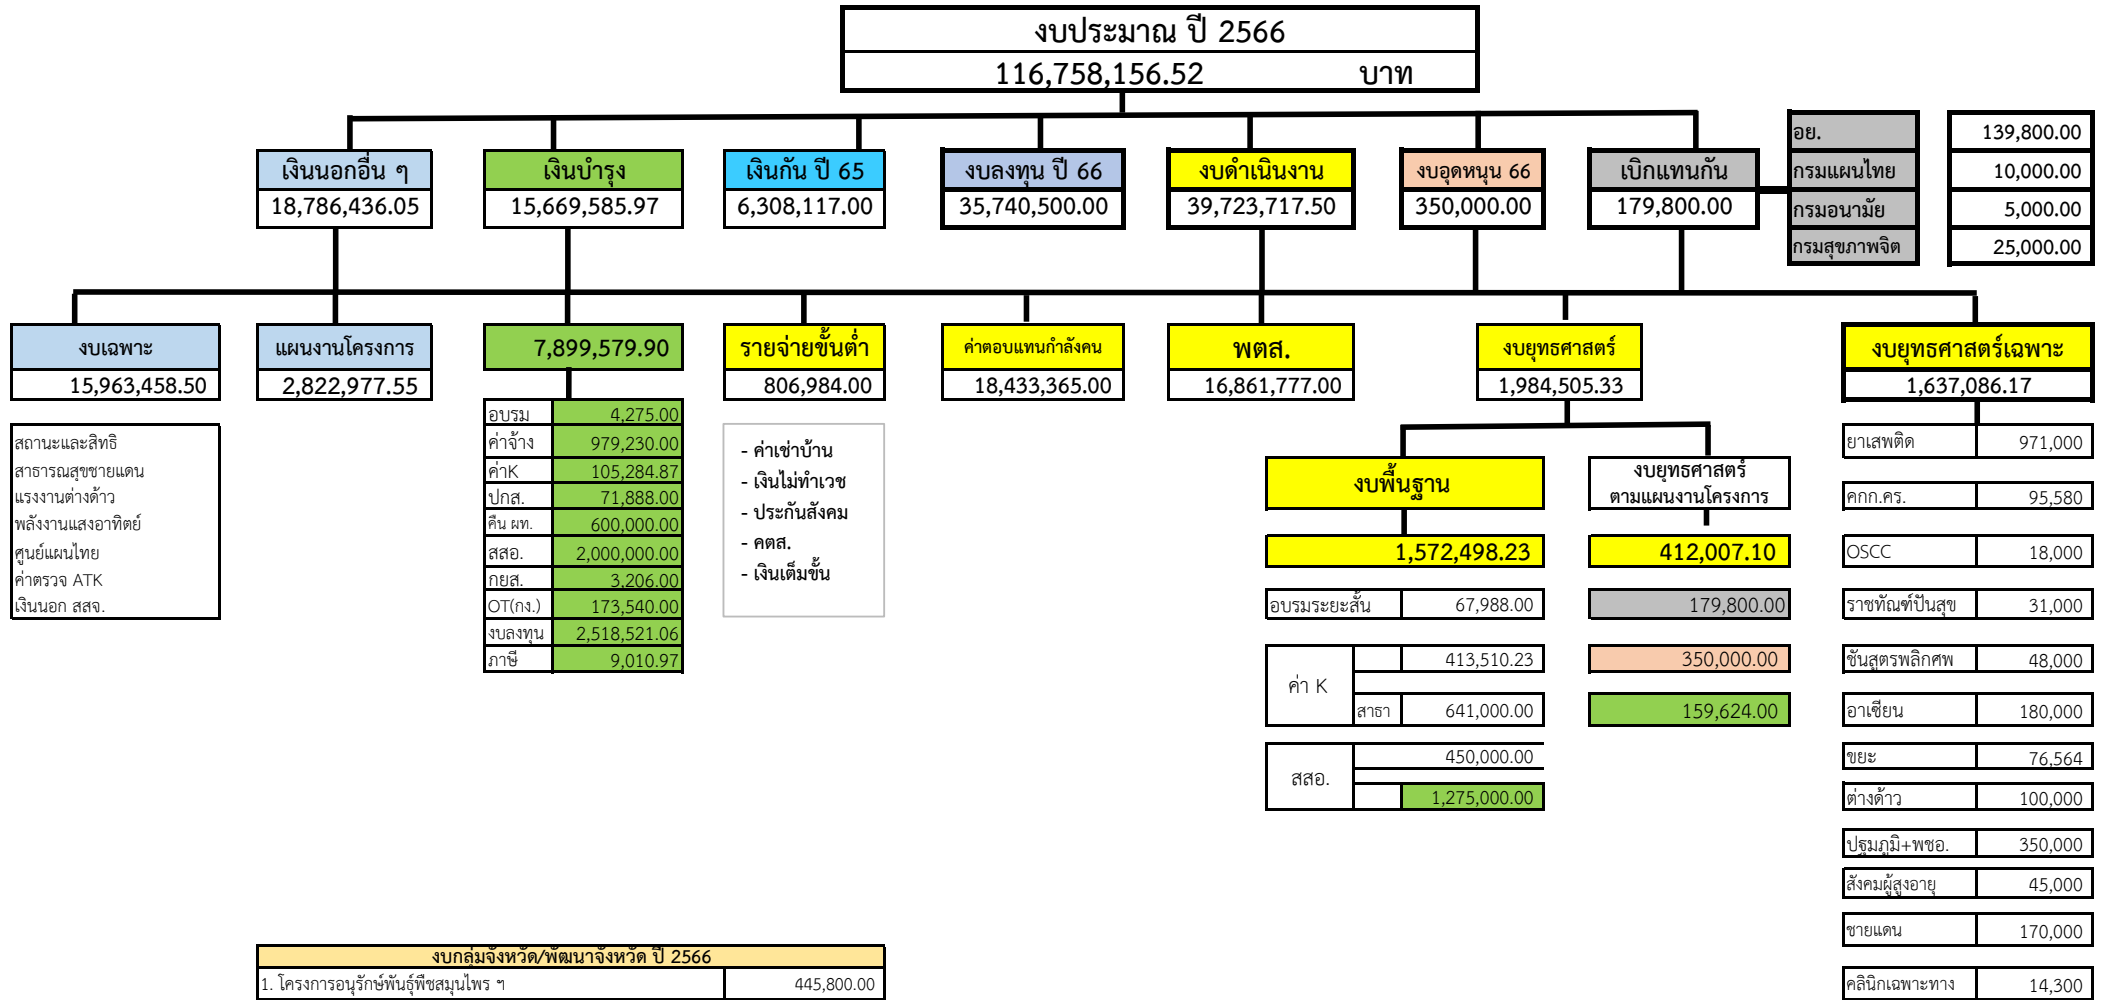 งบประมาณ ปี 2566
116,758,156.52 บาท
เงินนอกอื่น ๆ
18,786,436.05
เงินบำรุง
15,669,585.97
เงินกัน ปี 65
6,308,117.00
งบลงทุน ปี 66
35,740,500.00
งบดำเนินงาน
39,723,717.50
งบอุดหนุน 66
350,000.00
เบิกแทนกัน
179,800.00
อย. 139,800.00
กรมแผนไทย 10,000.00
กรมอนามัย 5,000.00
กรมสุขภาพจิต 25,000.00
งบเฉพาะ
15,963,458.50
แผนงานโครงการ
2,822,977.55
7,899,579.90
รายจ่ายขั้นต่ำ
806,984.00
ค่าตอบแทนกำลังคน
18,433,365.00
พตส.
16,861,777.00
งบยุทธศาสตร์
1,984,505.33
งบยุทธศาสตร์เฉพาะ
1,637,086.17
สถานะและสิทธิ
สาธารณสุขชายแดน
แรงงานต่างด้าว
พลังงานแสงอาทิตย์
ศูนย์แผนไทย
ค่าตรวจ ATK
เงินนอก สสจ.
อบรม 4,275.00
ค่าจ้าง 979,230.00
ค่าK 105,284.87
ปกส. 71,888.00
คืน ผท. 600,000.00
สสอ. 2,000,000.00
กยส. 3,206.00
OT(กง.) 173,540.00
งบลงทุน 2,518,521.06
ภาษี 9,010.97
- ค่าเช่าบ้าน
- เงินไม่ทำเวช
- ประกันสังคม
- คตส.
- เงินเต็มขั้น
งบพื้นฐาน
1,572,498.23
อบรมระยะสั้น 67,988.00
ค่า K
413,510.23
สาธา 641,000.00
สสอ.
450,000.00
1,275,000.00
งบยุทธศาสตร์
ตามแผนงานโครงการ
412,007.10
179,800.00
350,000.00
159,624.00
ยาเสพติด 971,000
คกก.คร. 95,580
OSCC 18,000
ราชทัณฑ์ปันสุข 31,000
ชันสูตรพลิกศพ 48,000
อาเซียน 180,000
ขยะ 76,564
ต่างด้าว 100,000
ปฐมภูมิ+พชอ. 350,000
สังคมผู้สูงอายุ 45,000
ชายแดน 170,000
คลินิกเฉพาะทาง 14,300
งบกลุ่มจังหวัด/พัฒนาจังหวัด ปี 2566
1. โครงการอนุรักษ์พันธุ์พืชสมุนไพร ฯ 445,800.00